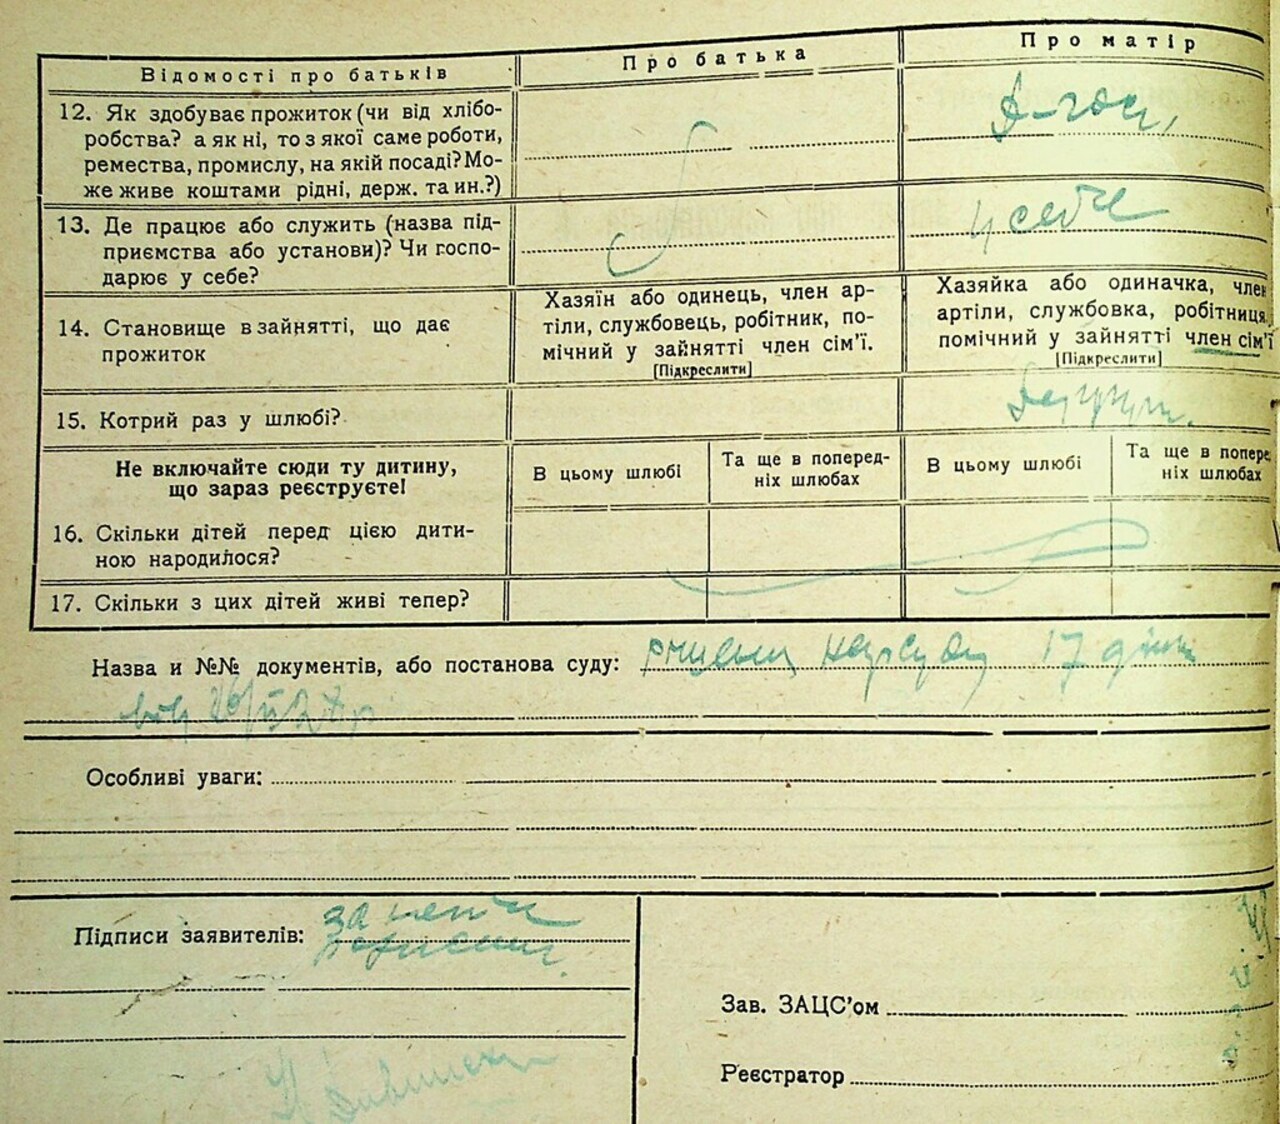 Відомості про батьків
Про батька
Про матір
12. Як здобуває прожиток (чи від хлібо-
робства? а як ні, то з якої саме роботи,
ремества, промислу, на якій посаді? Мо-
же живе коштами рідні, держ. та ин.?)
13. Де працює або служить (назва під-
приємства або установи)? Чи госпо-
дарює у себе?
у себе
14. Становище в зайнятті, що дає
прожиток
Хазяїн або одинець, член ар-
тіли, службовець, робітник, по-
мічний у зайнятті член сім'ї.
[Підкреслити]
Хазяйка або одиначка, член
артіли, службовка, робітниця,
помічний у зайнятті член сім'ї
[Підкреслити]
15. Котрий раз у шлюбі?
Не включайте сюди ту дитину,
що зараз реєструєте!
В цьому шлюбі
Та ще в поперед-
ніх шлюбах
В цьому шлюбі
Та ще в попере
ніх шлюбах
16. Скільки дітей перед цією дити-
ною народилося?
17. Скільки з цих дітей живі тепер?
Назва и №№ документів, або постанова суду: нарсуду 17
Особливі уваги:
Підписи заявителів:
Зав. ЗАЦС'ом
Реєстратор